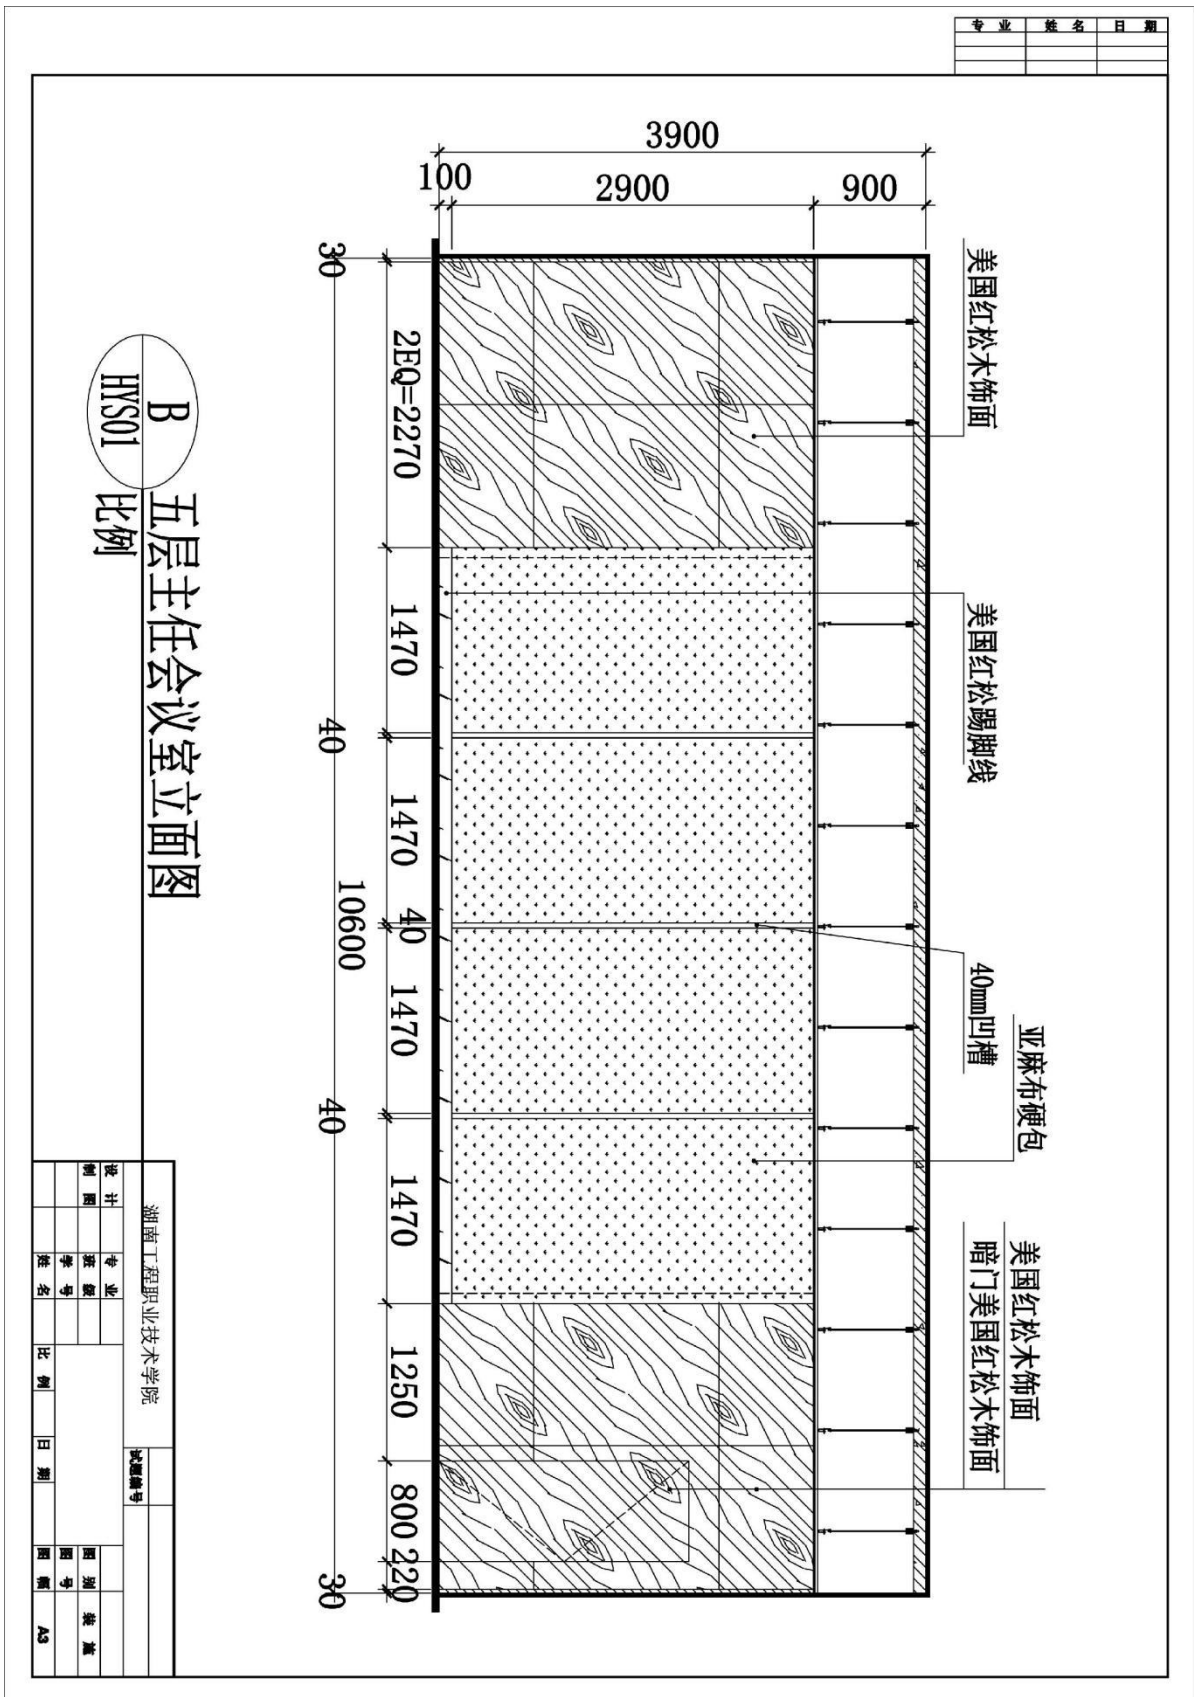 专 业 姓 名 日 期
3900
100 2900 900
美国红松木饰面
美国红松踢脚线
40mm凹槽
亚麻布硬包
美国红松木饰面
暗门美国红松木饰面
30
2EQ=2270
1470
40
1470
40
1470
40
1470
1250
800
220
30
10600
B
HYS01
五层主任会议室立面图
比例
湖南工程职业技术学院
试题编号
设 计
制 图
专 业
班 级
学 号
姓 名
比 例
日 期
图 别 装 施
图 号
图 幅 A3